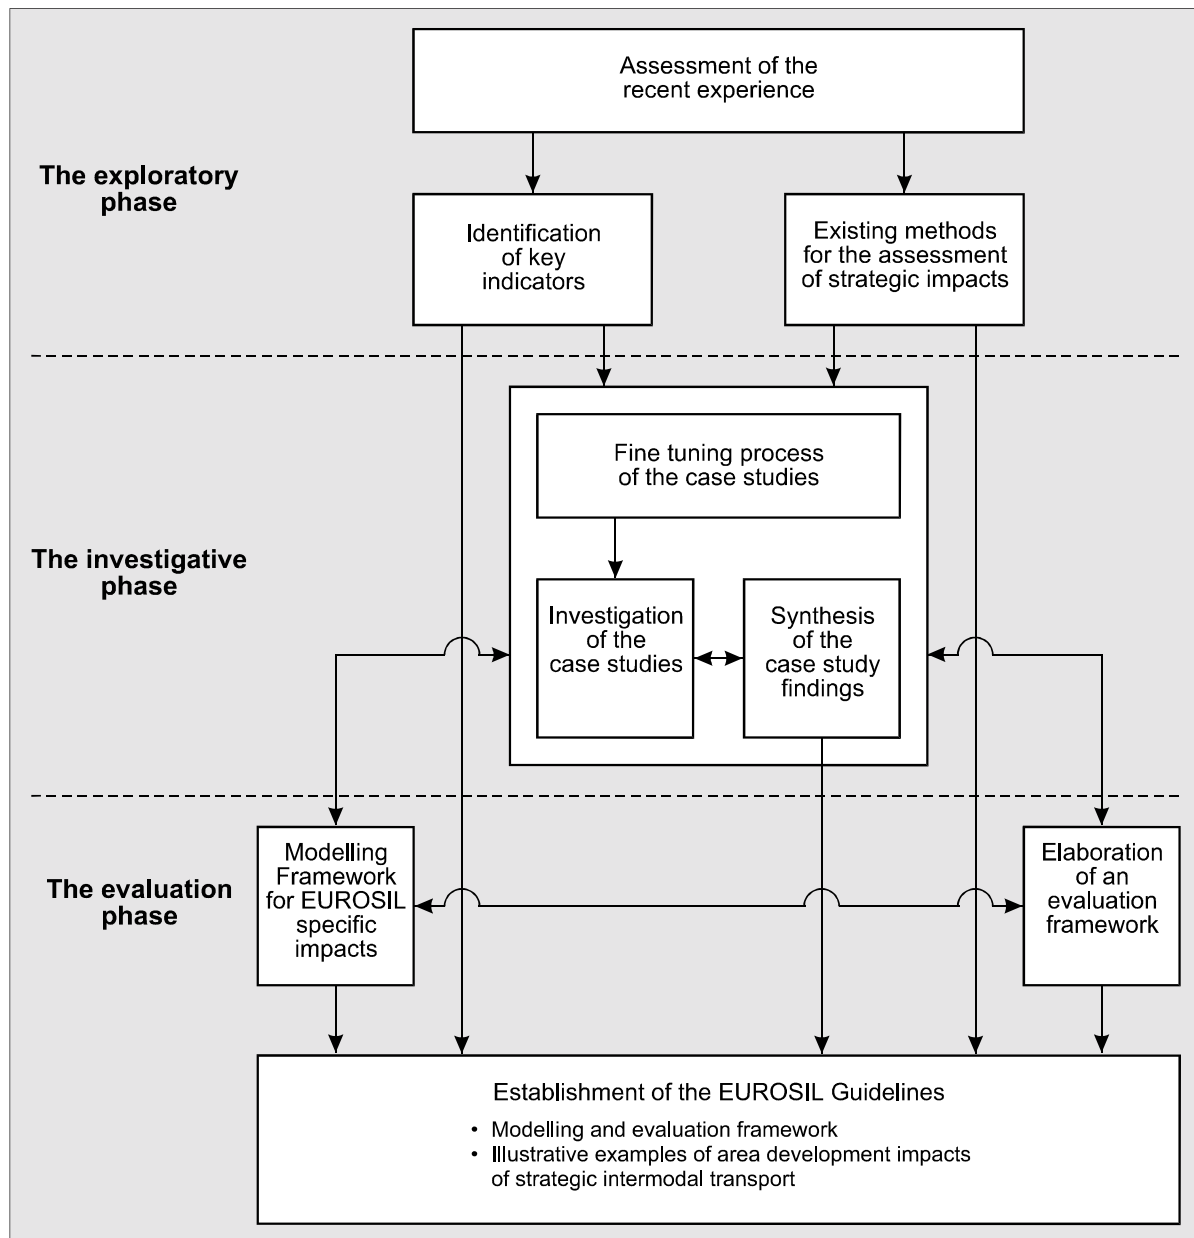 Assessment of the
recent experience
The exploratory
phase
Identification
of key
indicators
Existing methods
for the assessment
of strategic impacts
Fine tuning process
of the case studies
The investigative
phase
Investigation
of the
case studies
Synthesis
of the
case study
findings
The evaluation
phase
Modelling
Framework
for EUROSIL
specific
impacts
Elaboration
of an
evaluation
framework
Establishment of the EUROSIL Guidelines
• Modelling and evaluation framework
• Illustrative examples of area development impacts
of strategic intermodal transport